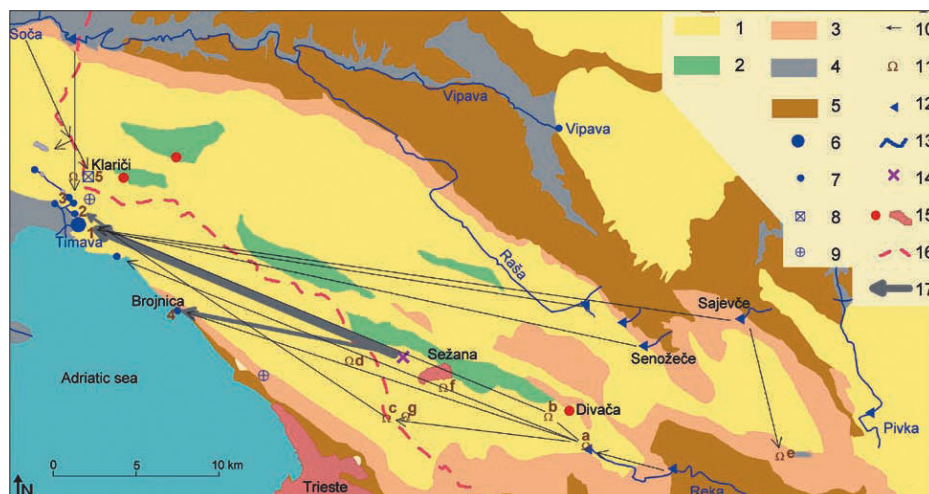 Soča
Vipava
Vipava
Klariči
5
3
2
1
Timava
Raša
Brojnica
4
Sajevče
Senožeče
Sežana
d
f
Adriatic sea
c g
b
Divača
a
e
Pivka
0 5 10 km
N
Trieste
Reka
1
2
3
4
5
6
7
8
9
10
11
12
13
14
15
16
17